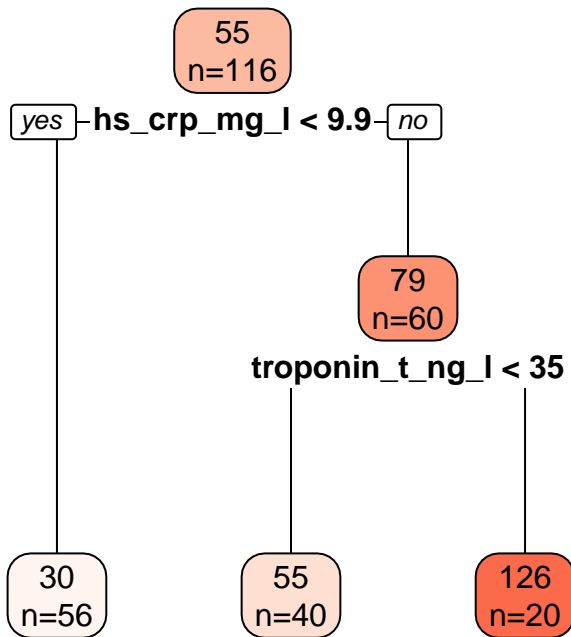 55
n=116
yes hs_crp_mg_l < 9.9 no
79
n=60
troponin_t_ng_l < 35
30
n=56
55
n=40
126
n=20